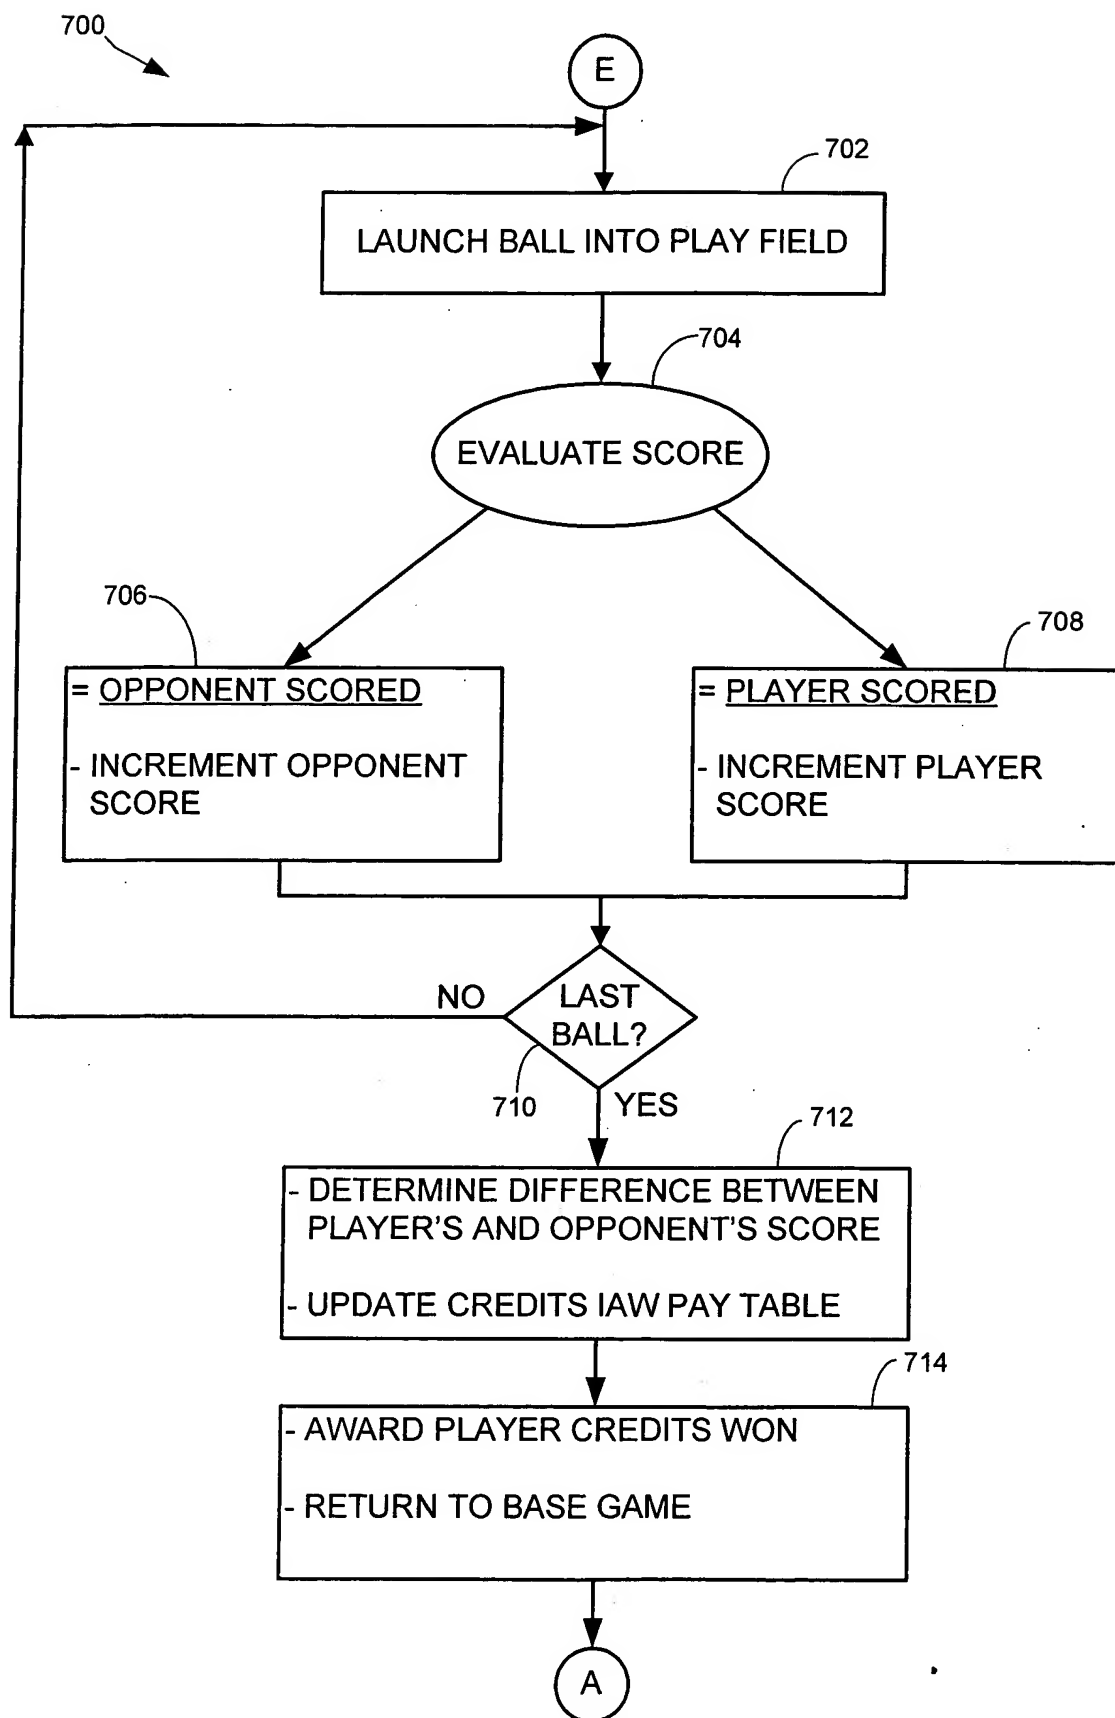 700
E
702
LAUNCH BALL INTO PLAY FIELD
704
EVALUATE SCORE
706
= OPPONENT SCORED
- INCREMENT OPPONENT
SCORE
708
= PLAYER SCORED
- INCREMENT PLAYER
SCORE
NO
LAST
BALL?
710
YES
712
- DETERMINE DIFFERENCE BETWEEN
PLAYER'S AND OPPONENT'S SCORE
- UPDATE CREDITS IAW PAY TABLE
714
- AWARD PLAYER CREDITS WON
- RETURN TO BASE GAME
A